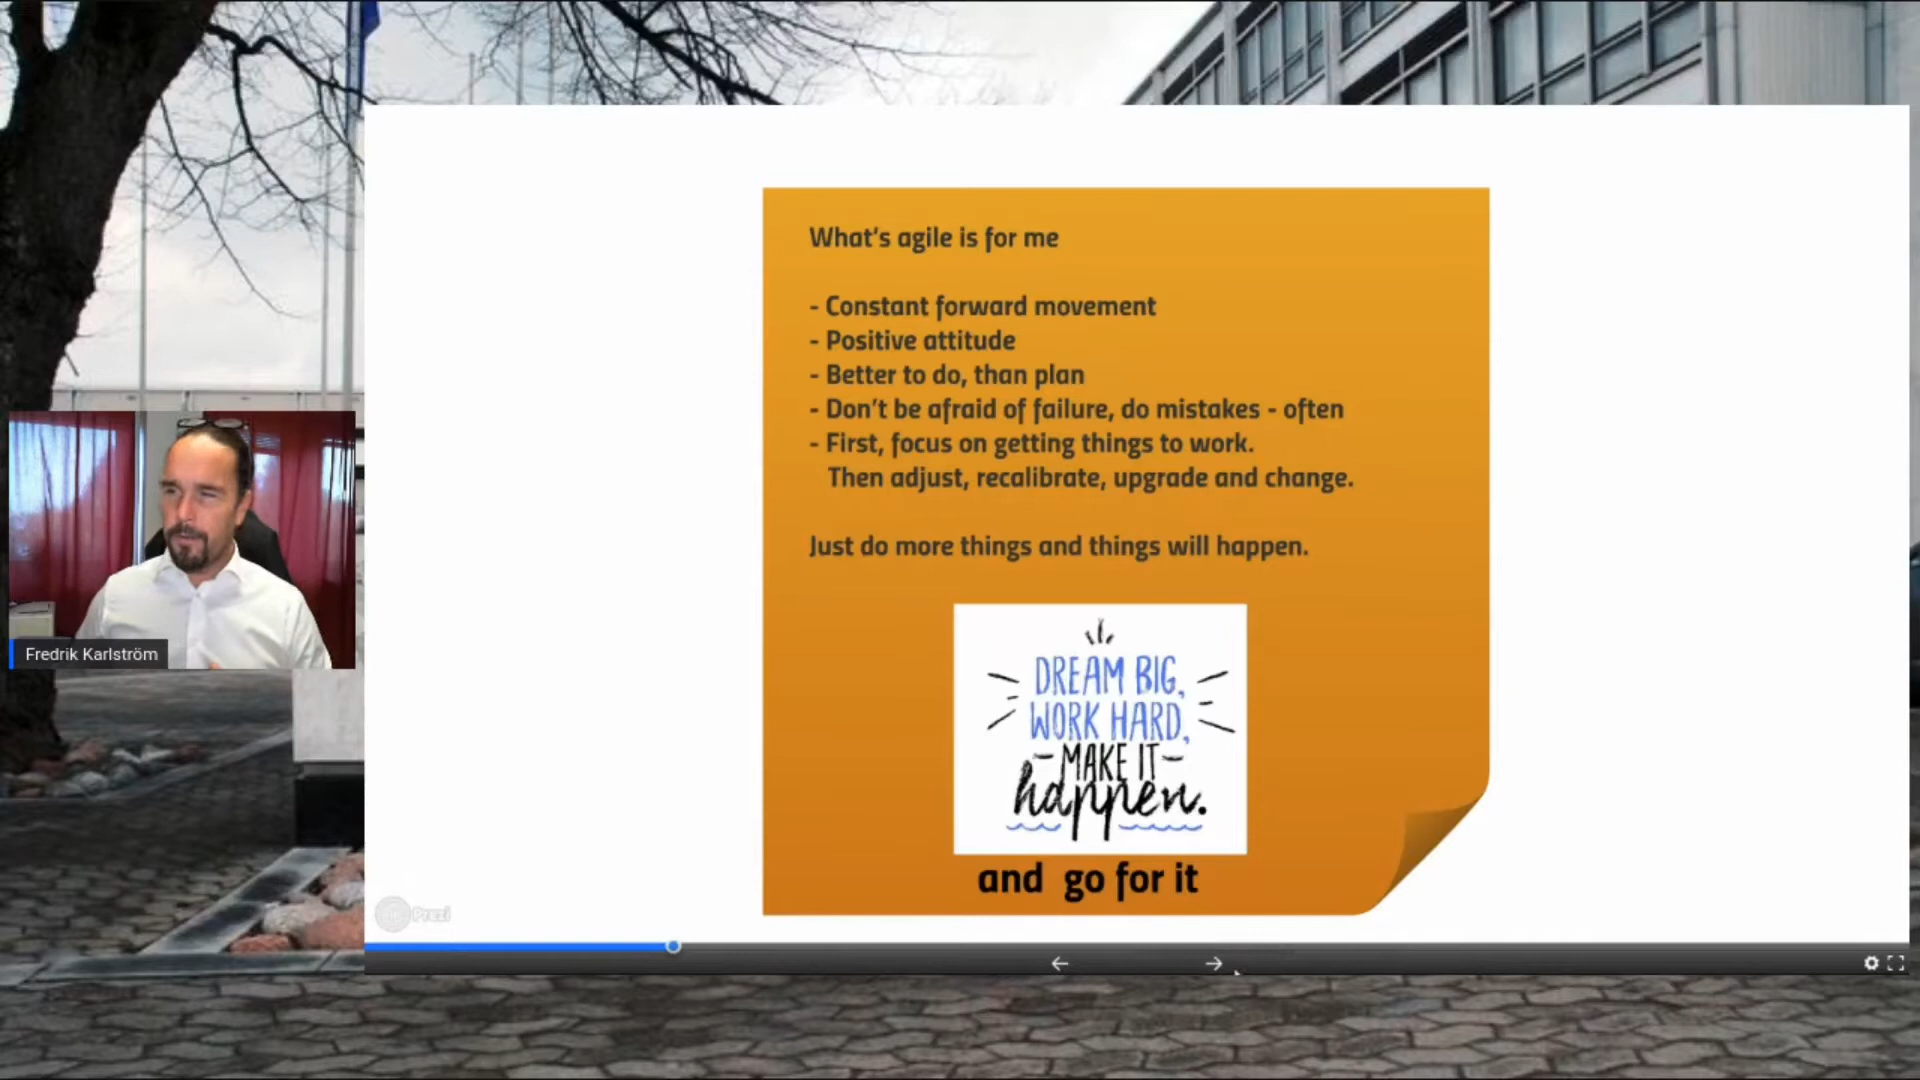 What's agile is for me
- Constant forward movement
- Positive attitude
- Better to do, than plan
- Don't be afraid of failure, do mistakes - often
- First, focus on getting things to work.
Then adjust, recalibrate, upgrade and change.
Just do more things and things will happen.
DREAM BIG,
WORK HARD,
-MAKE IT-
happen.
and go for it
Fredrik Karlström
Prezi